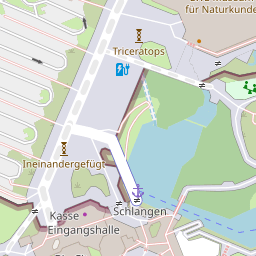 für Naturkunde
Triceratops
Ineinandergefügt
Kasse
Schlangen
Eingangshalle